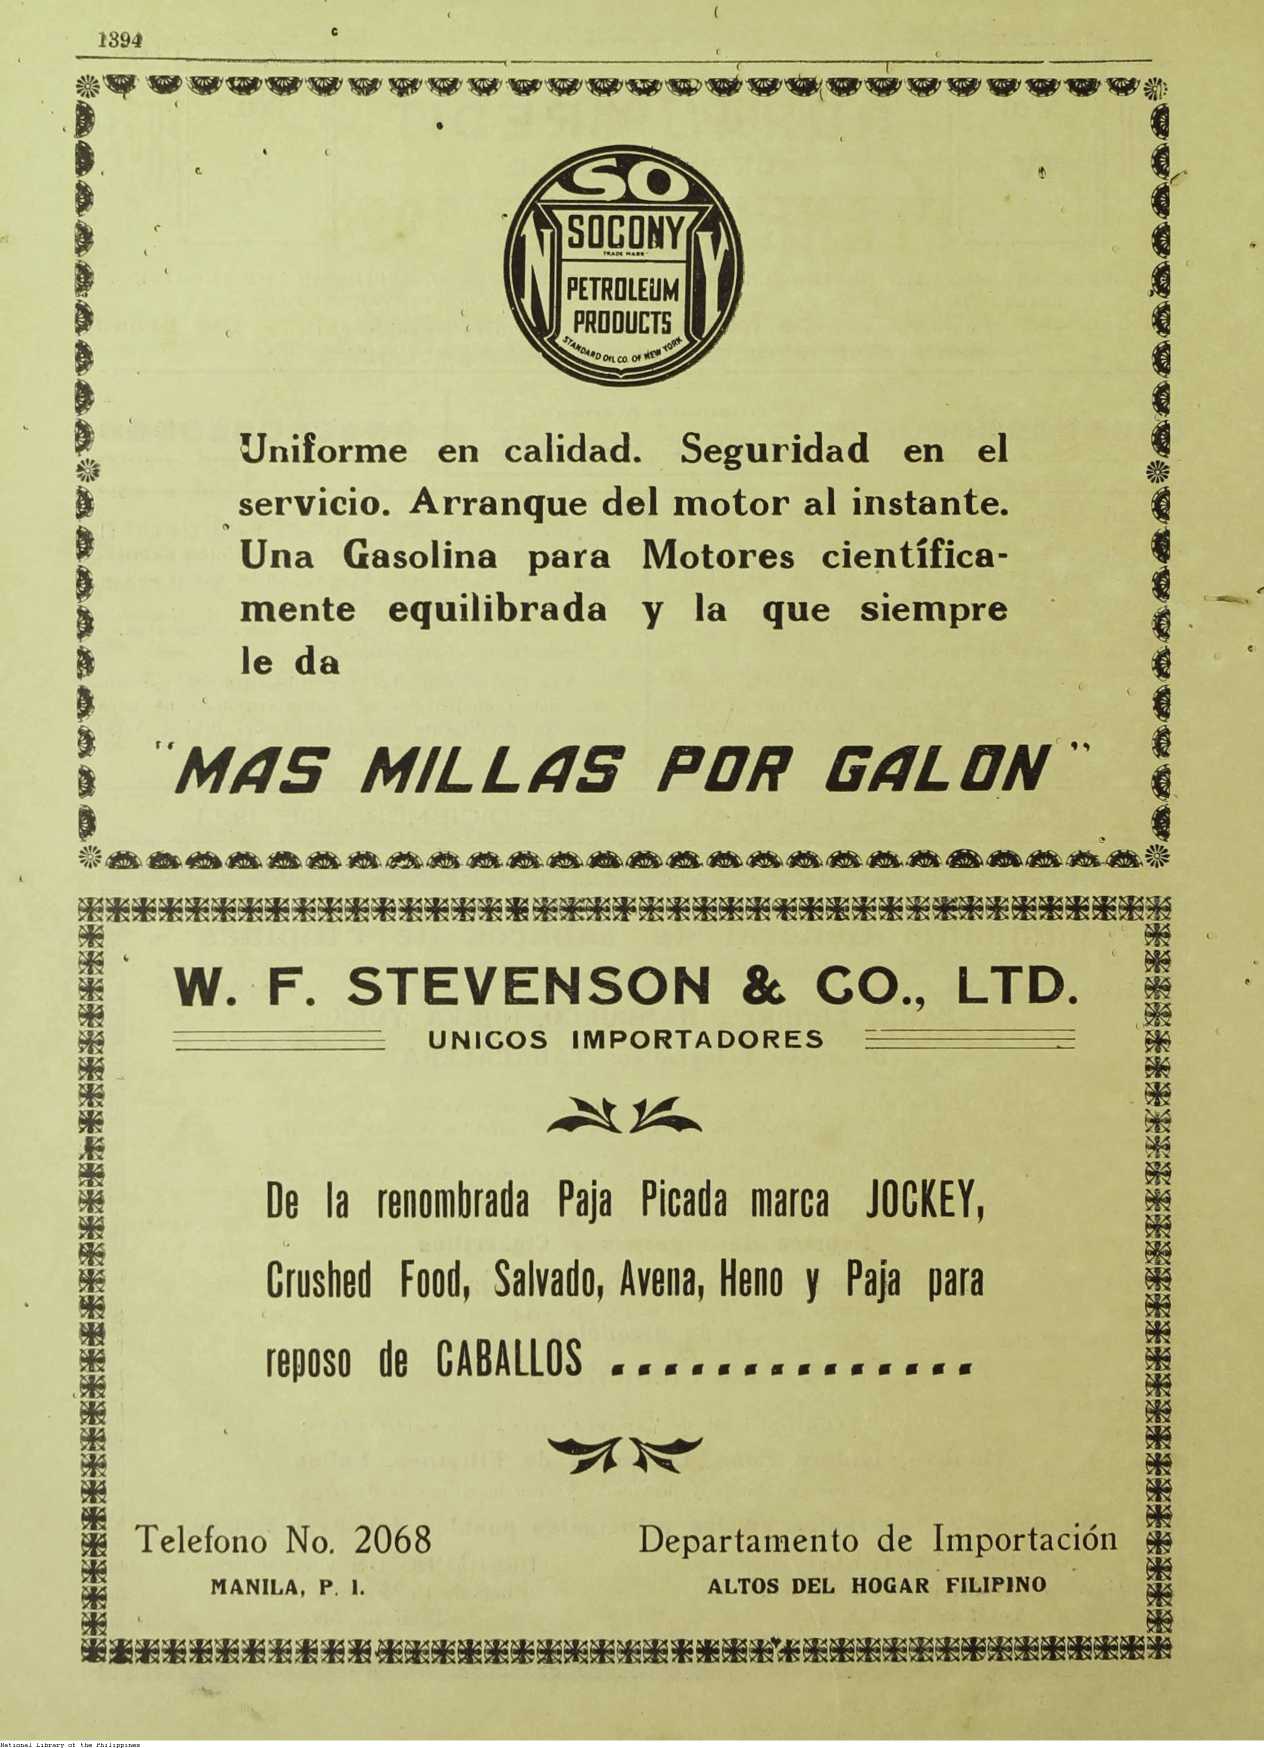 1394
SO
N Y
SOCONY
TRADE MARK
PETROLEUM
PRODUCTS
STANDARD OIL CO. OF NEW YORK
Uniforme en calidad. Seguridad en el
servicio. Arranque del motor al instante.
Una Gasolina para Motores científica-
mente equilibrada y la que siempre
le da
"MAS MILLAS POR GALON"
W. F. STEVENSON & CO., LTD.
UNICOS IMPORTADORES
De la renombrada Paja Picada marca JOCKEY,
Crushed Food, Salvado, Avena, Heno y Paja para
reposo de CABALLOS ..............
Telefono No. 2068
MANILA, P. I.
Departamento de Importación
ALTOS DEL HOGAR FILIPINO
National Library of the Philippines